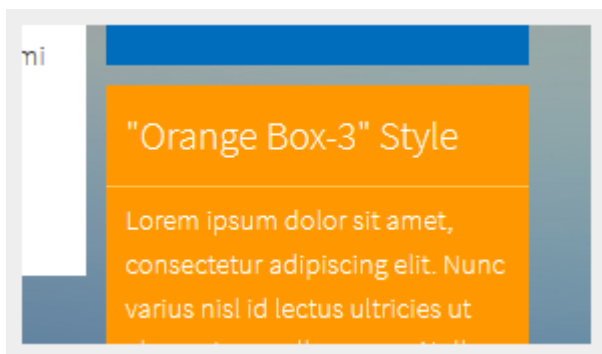 mi
"Orange Box-3" Style
Lorem ipsum dolor sit amet,
consectetur adipiscing elit. Nunc
varius nisl id lectus ultricies ut